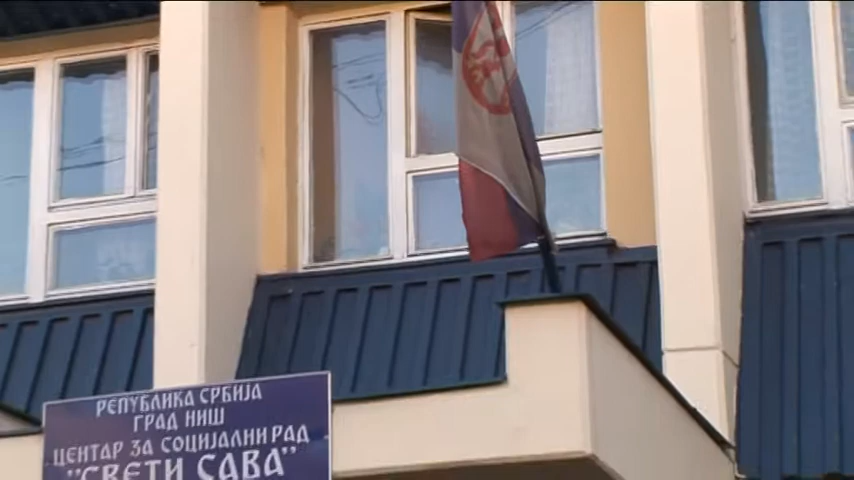 РЕПУБЛИКА СРБИЈА
ГРАД НИШ
ЦЕНТАР ЗА СОЦИЈАЛНИ РАД
"СВЕТИ САВА"